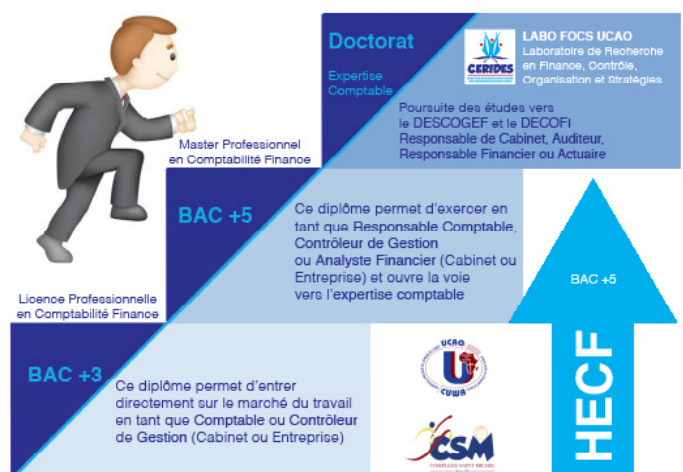 Doctorat
Expertise
Comptable
CERIDES
LABO FOCS UCAO
Laboratoire de Recherche
en Finance, Contrôle,
Organisation et Stratégies
Poursuite des études vers
le DESCOGEF et le DECOFI
Responsable de Cabinet, Auditeur,
Responsable Financier ou Actuaire
Master Professionnel
en Comptabilité Finance
BAC +5
Ce diplôme permet d'exercer en
tant que Responsable Comptable,
Contrôleur de Gestion
ou Analyste Financier (Cabinet ou
Entreprise) et ouvre la voie
vers l'expertise comptable
BAC +5
HECF
Licence Professionnelle
en Comptabilité Finance
BAC +3
Ce diplôme permet d'entrer
directement sur le marché du travail
en tant que Comptable ou Contrôleur
de Gestion (Cabinet ou Entreprise)
UCAO
U
CUWA
CSM
COMPLEXE SAINT MICHEL